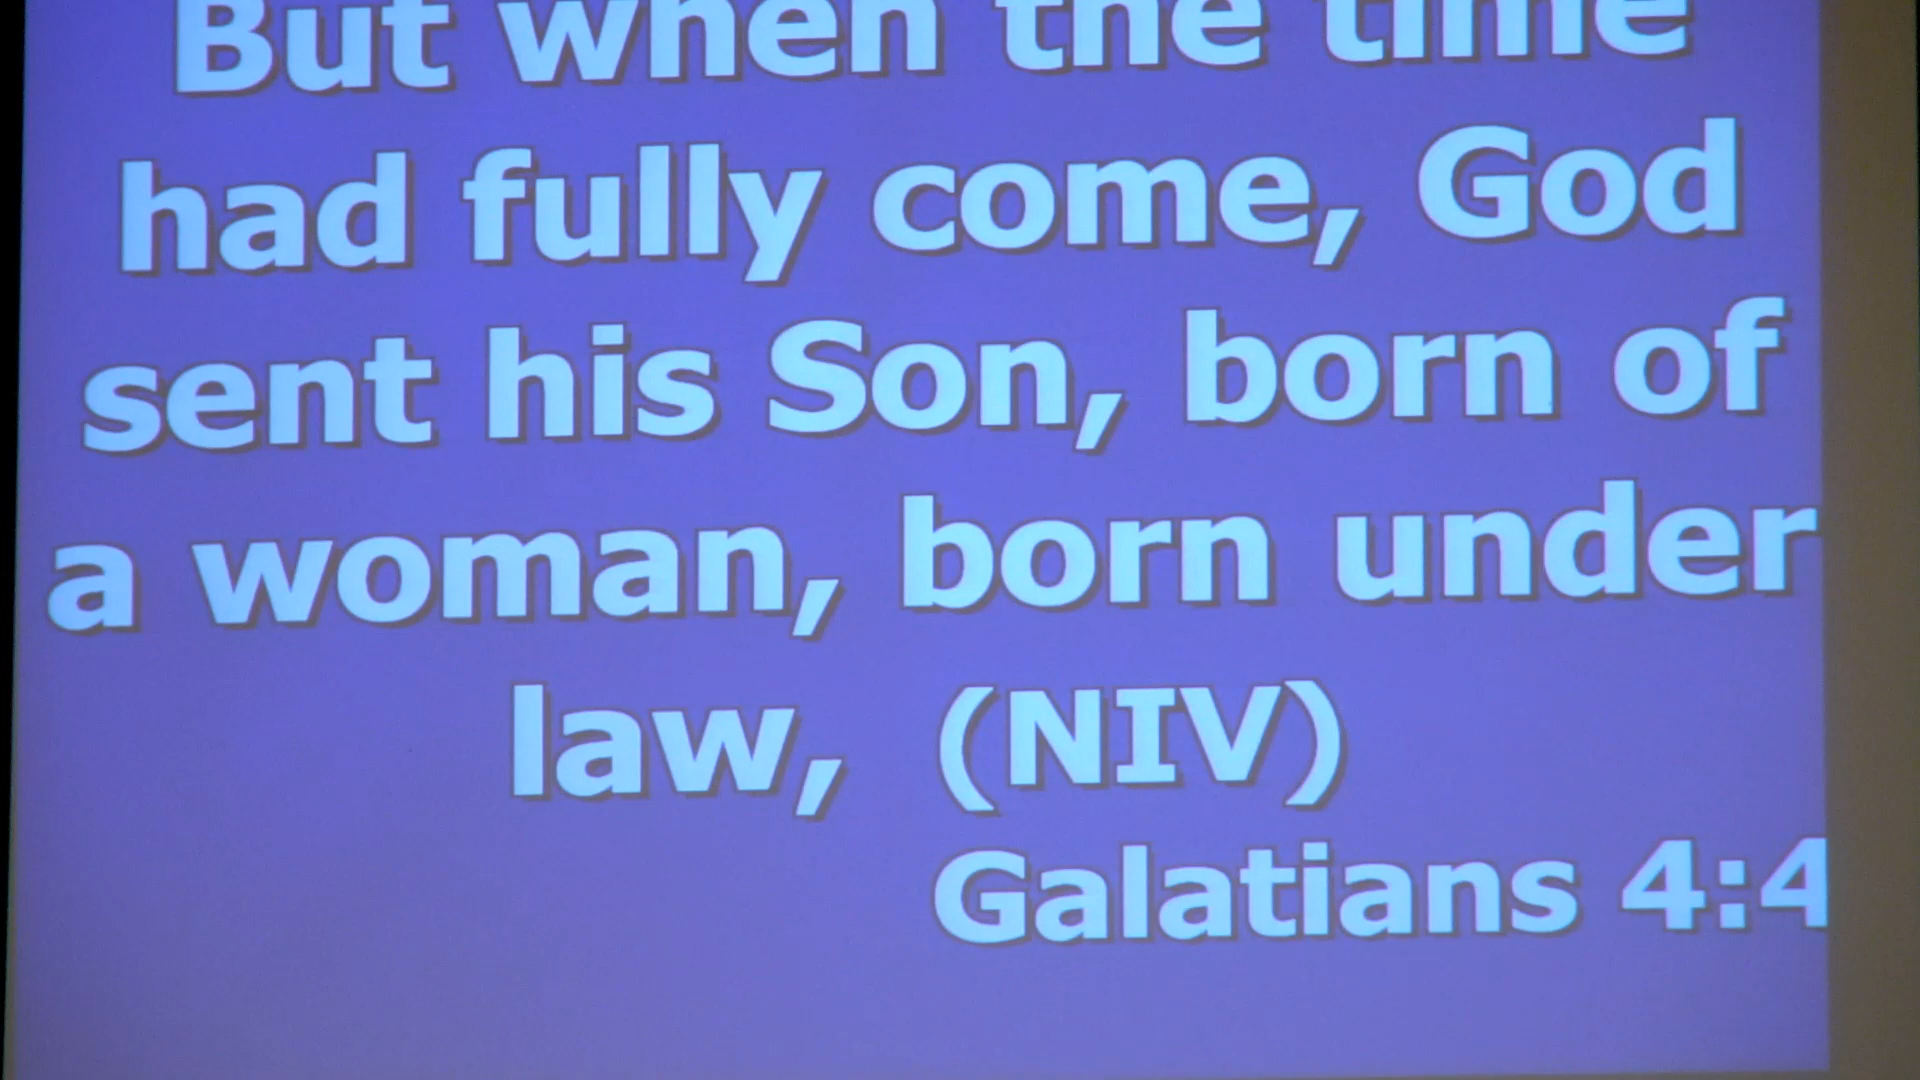 But when the time
had fully come, God
sent his Son, born of
a woman, born under
law, (NIV)
Galatians 4:4